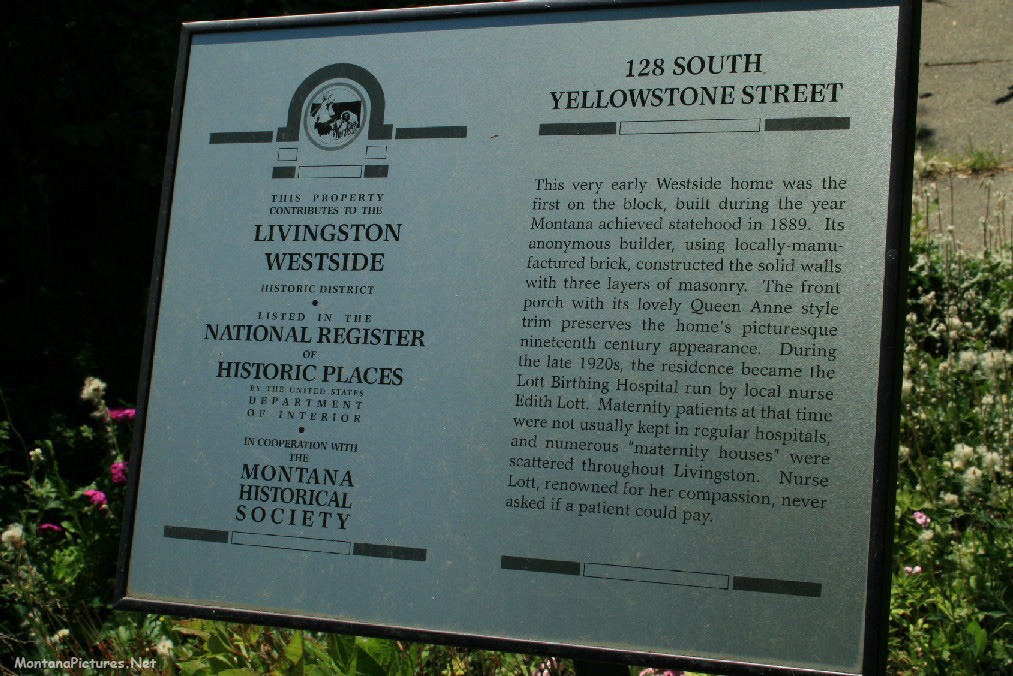 THIS PROPERTY
CONTRIBUTES TO THE
LIVINGSTON
WESTSIDE
HISTORIC DISTRICT
LISTED IN THE
NATIONAL REGISTER
OF
HISTORIC PLACES
BY THE UNITED STATES
DEPARTMENT
OF INTERIOR
IN COOPERATION WITH
THE
MONTANA
HISTORICAL
SOCIETY
128 SOUTH
YELLOWSTONE STREET
This very early Westside home was the
first on the block, built during the year
Montana achieved statehood in 1889. Its
anonymous builder, using locally-manu-
factured brick, constructed the solid walls
with three layers of masonry. The front
porch with its lovely Queen Anne style
trim preserves the home's picturesque
nineteenth century appearance. During
the late 1920s, the residence became the
Lott Birthing Hospital run by local nurse
Edith Lott. Maternity patients at that time
were not usually kept in regular hospitals,
and numerous "maternity houses" were
scattered throughout Livingston. Nurse
Lott, renowned for her compassion, never
asked if a patient could pay.
MontanaPictures.Net